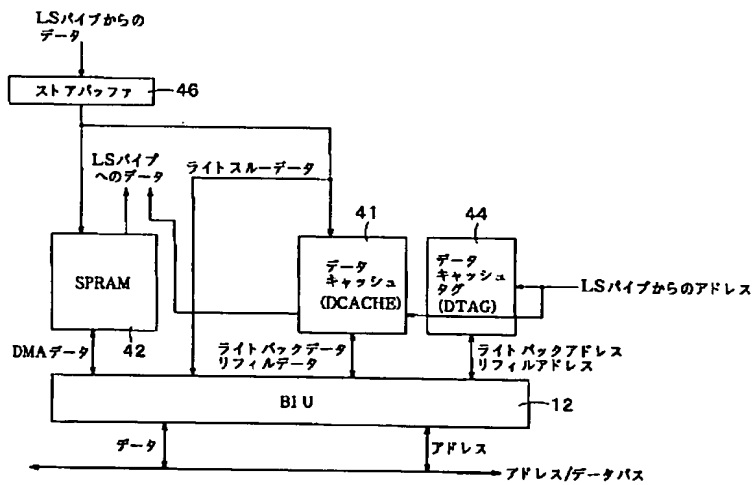 LSパイプからの
データ
ストアバッファ
46
LSパイプ
へのデータ
ライトスルーデータ
41
44
SPRAM
データ
キャッシュ
(DCACHE)
データ
キャッシュ
タグ
(DTAG)
LSパイプからのアドレス
42
DMAデータ
ライトバックデータ
リフィルデータ
ライトバックアドレス
リフィルアドレス
BIU
12
データ
アドレス
アドレス/データバス